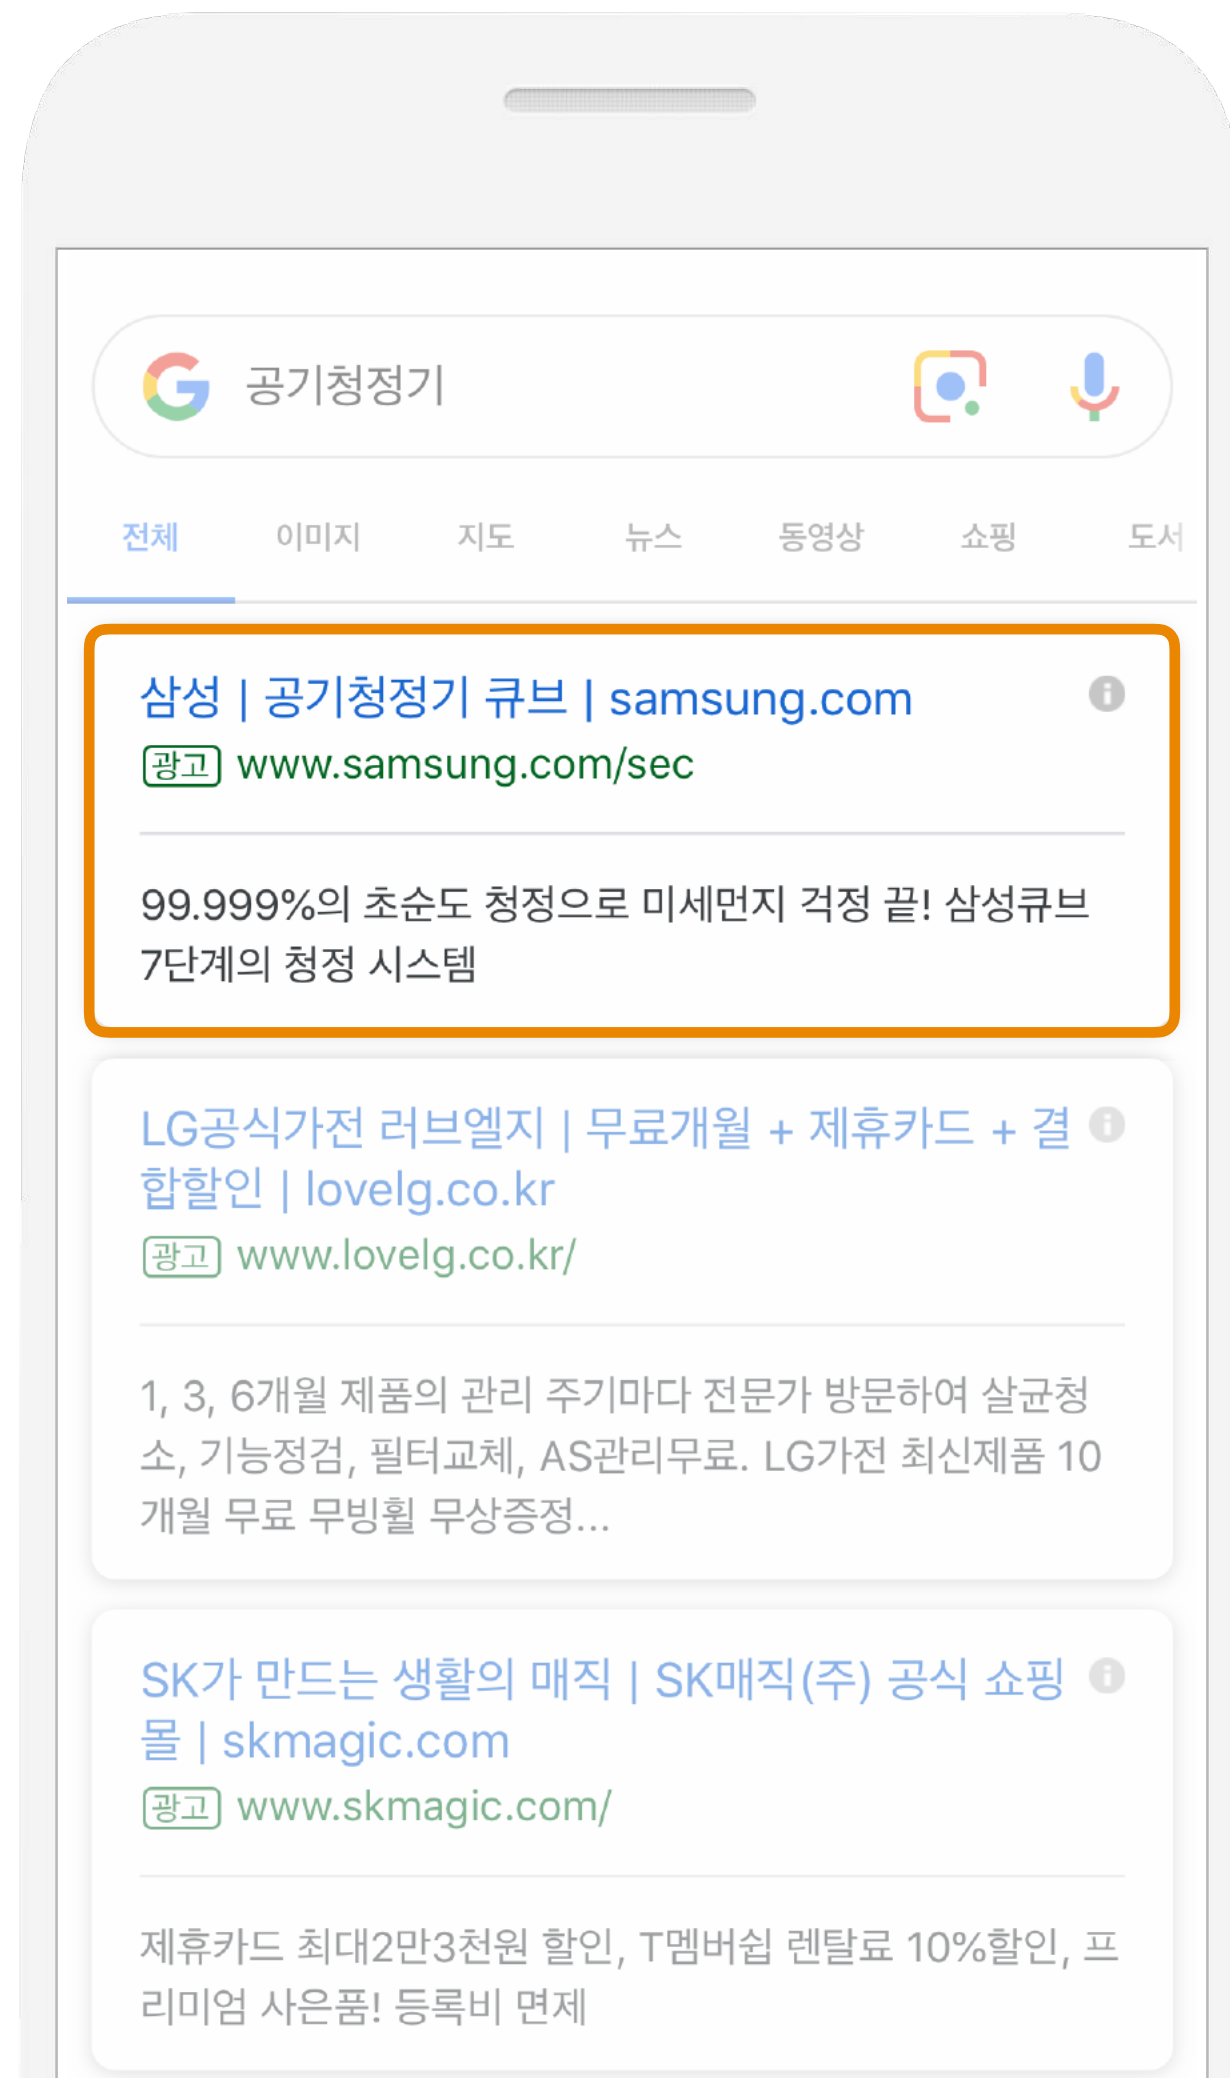 공기청정기
전체 이미지 지도 뉴스 동영상 쇼핑 도서
삼성 | 공기청정기 큐브 | samsung.com
광고 www.samsung.com/sec
99.999%의 초순도 청정으로 미세먼지 걱정 끝! 삼성큐브
7단계의 청정 시스템
LG공식가전 러브엘지 | 무료개월 + 제휴카드 + 결
합할인 | lovelg.co.kr
광고 www.lovelg.co.kr/
1, 3, 6개월 제품의 관리 주기마다 전문가 방문하여 살균청
소, 기능정검, 필터교체, AS관리무료. LG가전 최신제품 10
개월 무료 무빙휠 무상증정...
SK가 만드는 생활의 매직 | SK매직(주) 공식 쇼핑
몰 | skmagic.com
광고 www.skmagic.com/
제휴카드 최대2만3천원 할인, T멤버쉽 렌탈료 10%할인, 프
리미엄 사은품! 등록비 면제